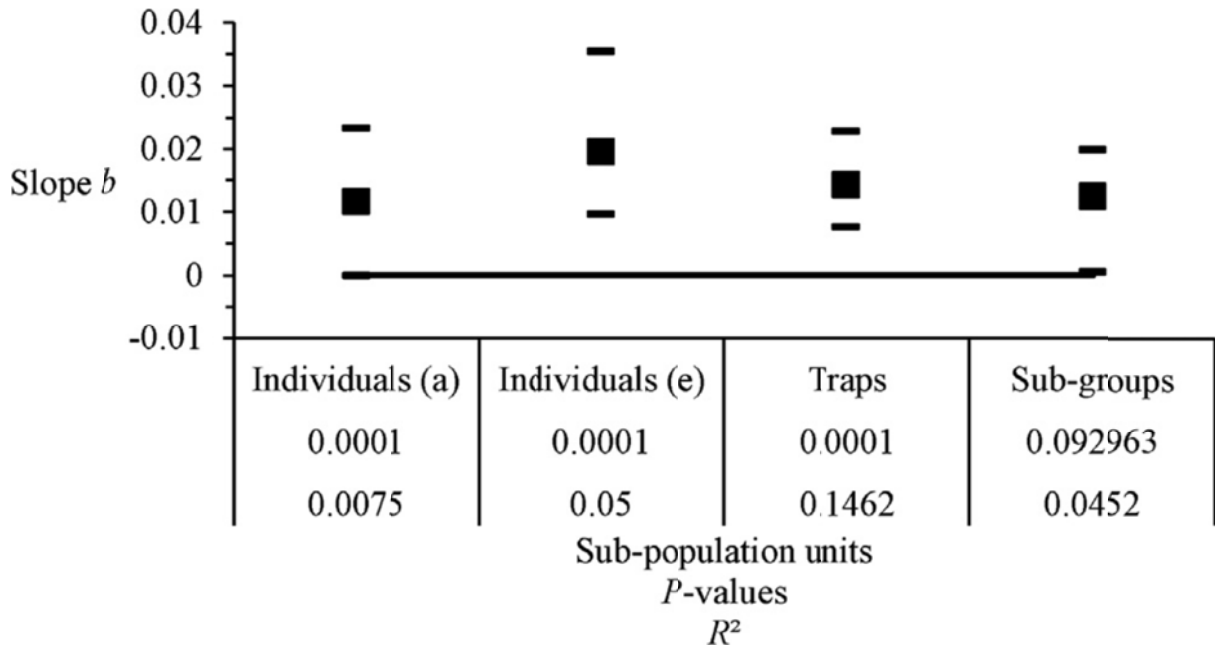 0.04
0.03
0.02
Slope b
0.01
0
-0.01
Individuals (a) Individuals (e) Traps Sub-groups
0.0001 0.0001 0.0001 0.092963
0.0075 0.05 0.1462 0.0452
Sub-population units
P-values
R²